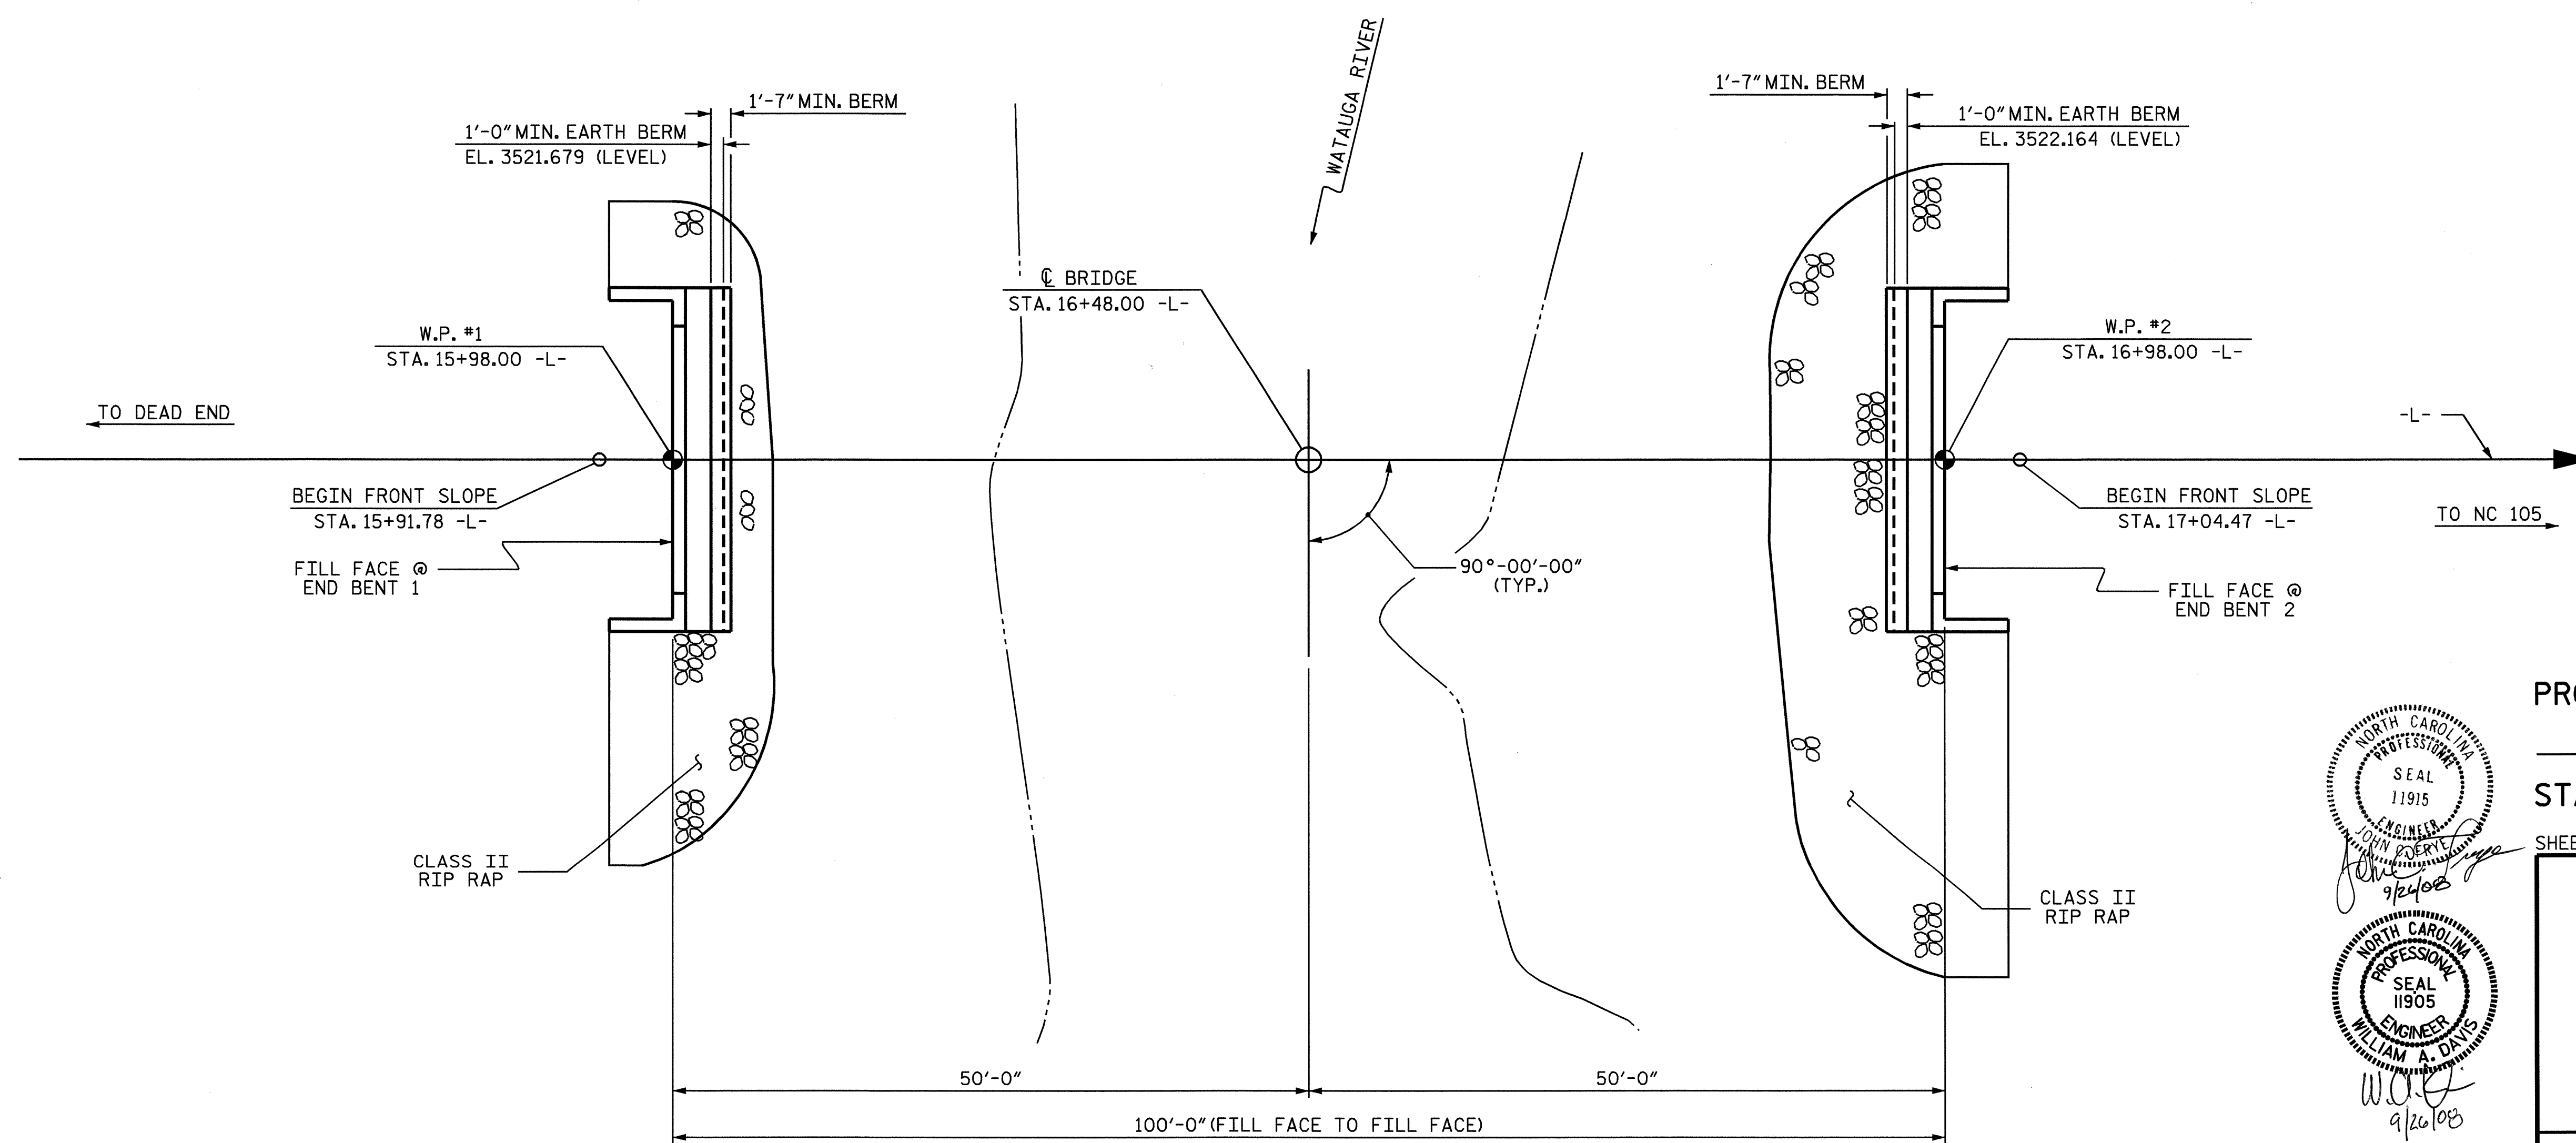 WATAUGA RIVER
1'-7" MIN. BERM
1'-0" MIN. EARTH BERM
EL. 3521.679 (LEVEL)
1'-7" MIN. BERM
1'-0" MIN. EARTH BERM
EL. 3522.164 (LEVEL)
℄ BRIDGE
STA. 16+48.00 -L-
W.P. #1
STA. 15+98.00 -L-
W.P. #2
STA. 16+98.00 -L-
TO DEAD END
-L-
BEGIN FRONT SLOPE
STA. 15+91.78 -L-
BEGIN FRONT SLOPE
STA. 17+04.47 -L-
TO NC 105
FILL FACE @
END BENT 1
90°-00'-00"
(TYP.)
FILL FACE @
END BENT 2
CLASS II
RIP RAP
CLASS II
RIP RAP
50'-0"
50'-0"
100'-0" (FILL FACE TO FILL FACE)
NORTH CAROLINA
PROFESSIONAL
SEAL
11915
ENGINEER
JOHN C. FRYE
9/26/08
NORTH CAROLINA
PROFESSIONAL
SEAL
11905
ENGINEER
WILLIAM A. DAVIS
9/26/08